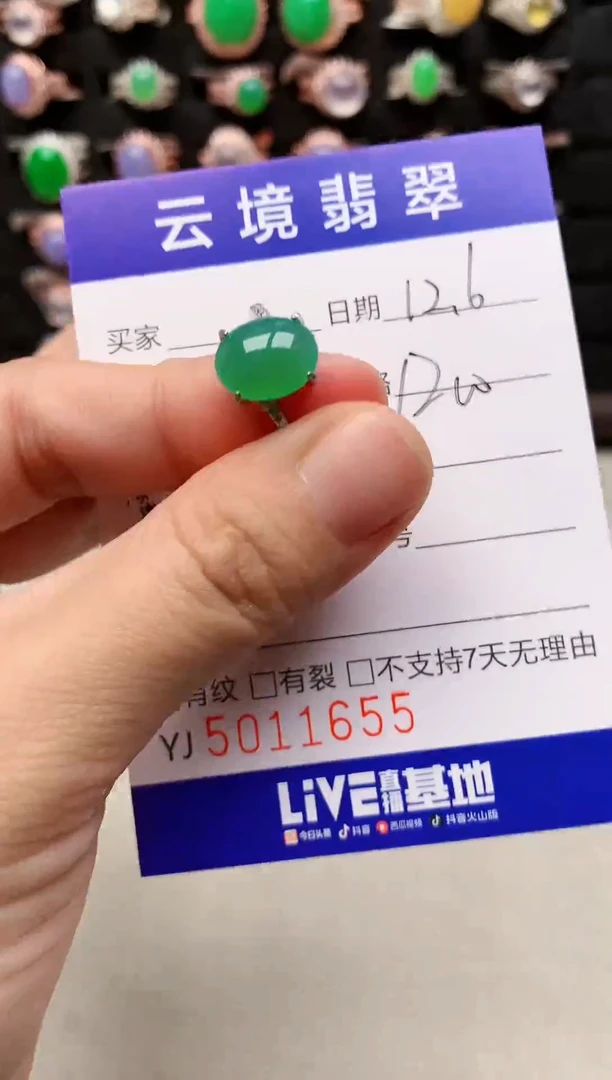 云境翡翠
买家 日期 12.6
号
有纹 □有裂 □不支持7天无理由
YJ 5011655
LiVE直播基地
今日头条 抖音 西瓜视频 抖音火山版